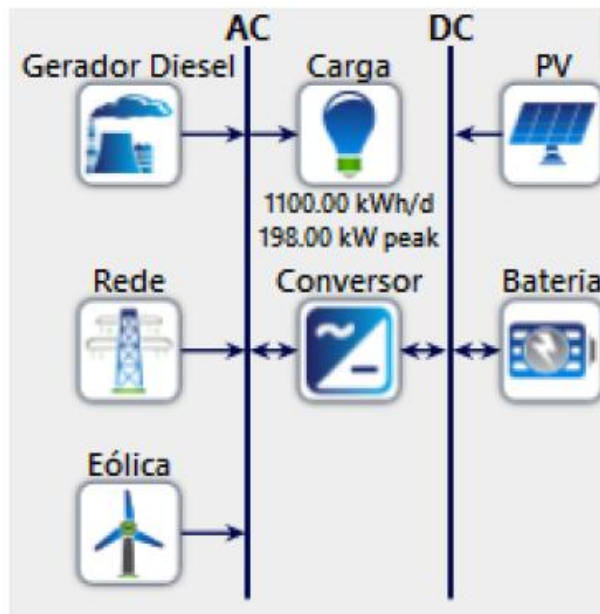 AC DC
Gerador Diesel Carga PV
1100.00 kWh/d
198.00 kW peak
Rede Conversor Bateria
Eólica